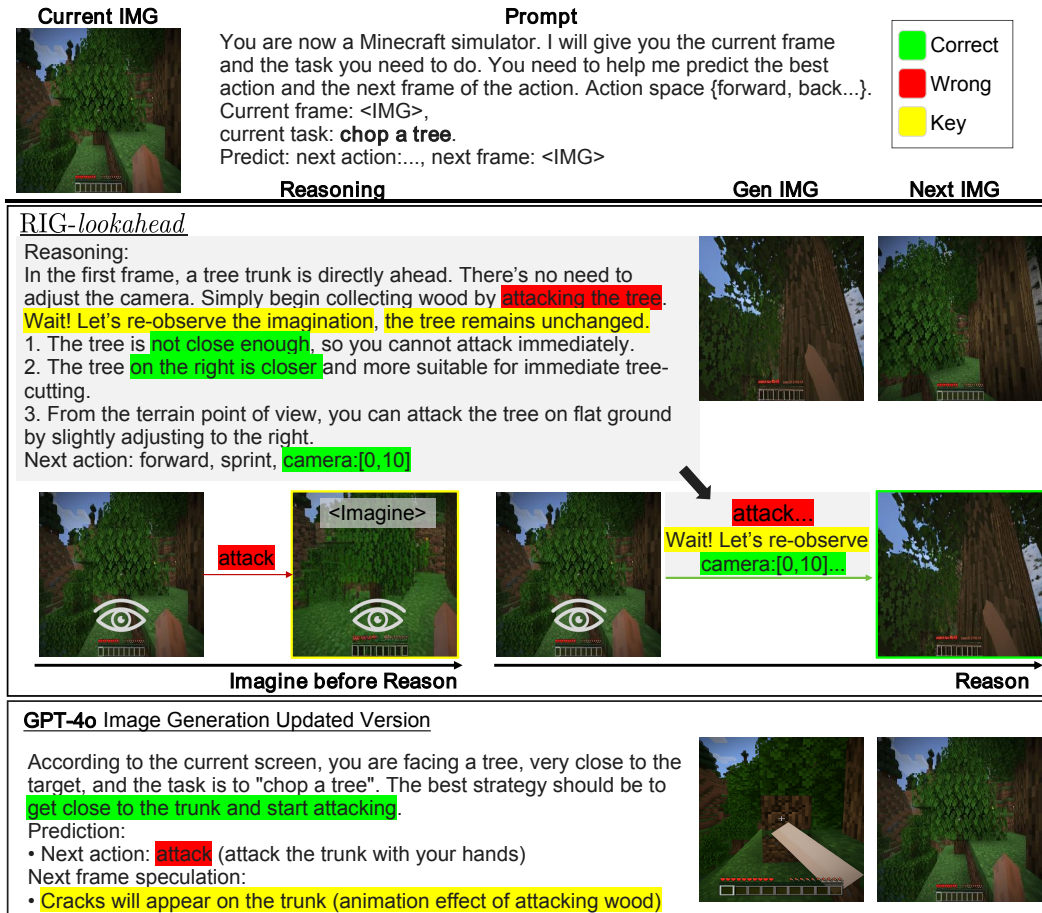 Current IMG
Prompt
You are now a Minecraft simulator. I will give you the current frame
and the task you need to do. You need to help me predict the best
action and the next frame of the action. Action space {forward, back...}.
Current frame: <IMG>,
current task: chop a tree.
Predict: next action:..., next frame: <IMG>
Correct
Wrong
Key
Reasoning
Gen IMG
Next IMG
RIG-lookahead
Reasoning:
In the first frame, a tree trunk is directly ahead. There's no need to
adjust the camera. Simply begin collecting wood by attacking the tree.
Wait! Let's re-observe the imagination, the tree remains unchanged.
1. The tree is not close enough, so you cannot attack immediately.
2. The tree on the right is closer and more suitable for immediate tree-
cutting.
3. From the terrain point of view, you can attack the tree on flat ground
by slightly adjusting to the right.
Next action: forward, sprint, camera:[0,10]
attack
<Imagine>
attack...
Wait! Let's re-observe
camera:[0,10]...
Imagine before Reason
Reason
GPT-4o Image Generation Updated Version
According to the current screen, you are facing a tree, very close to the
target, and the task is to "chop a tree". The best strategy should be to
get close to the trunk and start attacking.
Prediction:
• Next action: attack (attack the trunk with your hands)
Next frame speculation:
• Cracks will appear on the trunk (animation effect of attacking wood)